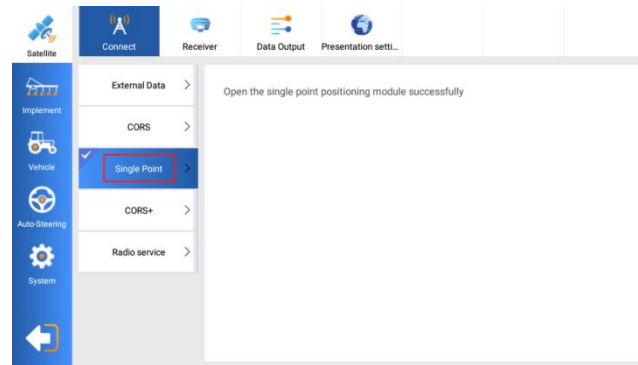 Satellite
Connect
Receiver
Data Output
Presentation setti...
Implement
Vehicle
Auto-Steering
System
External Data
CORS
Single Point
CORS+
Radio service
Open the single point positioning module successfully